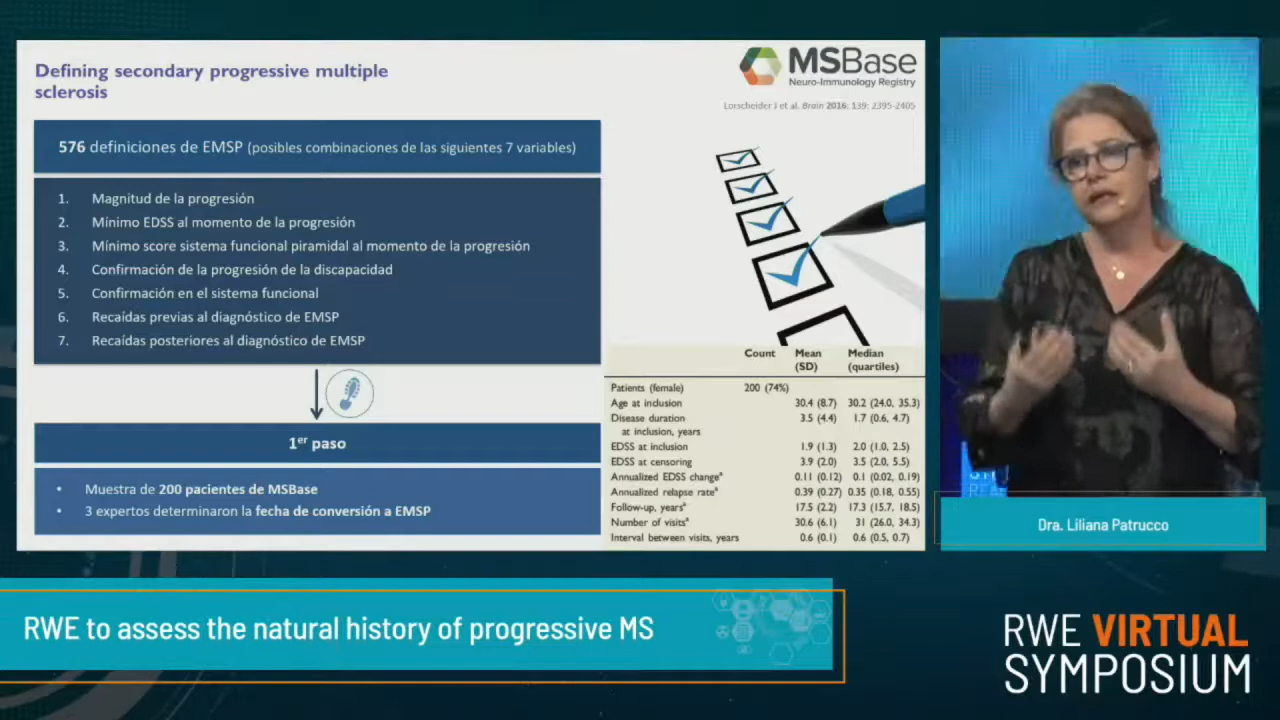 Defining secondary progressive multiple
sclerosis
MSBase
Neuro-Immunology Registry
Lorscheider J et al. Brain 2016; 139; 2395-2405
576 definiciones de EMSP (posibles combinaciones de las siguientes 7 variables)
1. Magnitud de la progresión
2. Mínimo EDSS al momento de la progresión
3. Mínimo score sistema funcional piramidal al momento de la progresión
4. Confirmación de la progresión de la discapacidad
5. Confirmación en el sistema funcional
6. Recaídas previas al diagnóstico de EMSP
7. Recaídas posteriores al diagnóstico de EMSP
1er paso
• Muestra de 200 pacientes de MSBase
• 3 expertos determinaron la fecha de conversión a EMSP
Count Mean Median
(SD) (quartiles)
Patients (female) 200 (74%)
Age at inclusion 30.4 (8.7) 30.2 (24.0, 35.3)
Disease duration 3.5 (4.4) 1.7 (0.6, 4.7)
at inclusion, years
EDSS at inclusion 1.9 (1.3) 2.0 (1.0, 2.5)
EDSS at censoring 3.9 (2.0) 3.5 (2.0, 5.5)
Annualized EDSS changeª 0.11 (0.12) 0.1 (0.02, 0.19)
Annualized relapse rateª 0.39 (0.27) 0.35 (0.18, 0.55)
Follow-up, yearsª 17.5 (2.2) 17.3 (15.7, 18.5)
Number of visitsª 30.6 (6.1) 31 (26.0, 34.3)
Interval between visits, years 0.6 (0.1) 0.6 (0.5, 0.7)
Dra. Liliana Patrucco
RWE to assess the natural history of progressive MS
RWE VIRTUAL
SYMPOSIUM